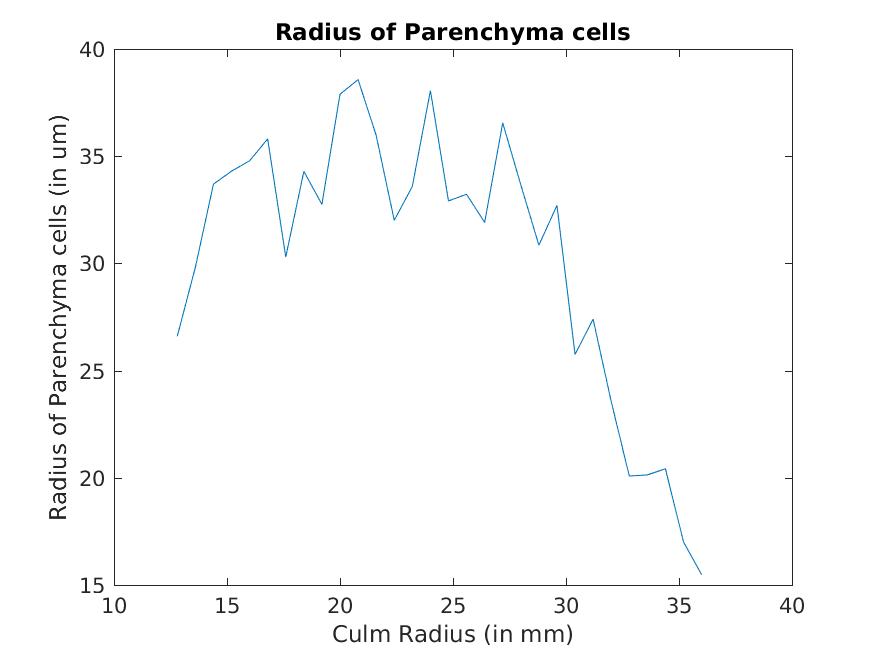 Radius of Parenchyma cells
40
35
30
25
20
15
Radius of Parenchyma cells (in um)
10 15 20 25 30 35 40
Culm Radius (in mm)